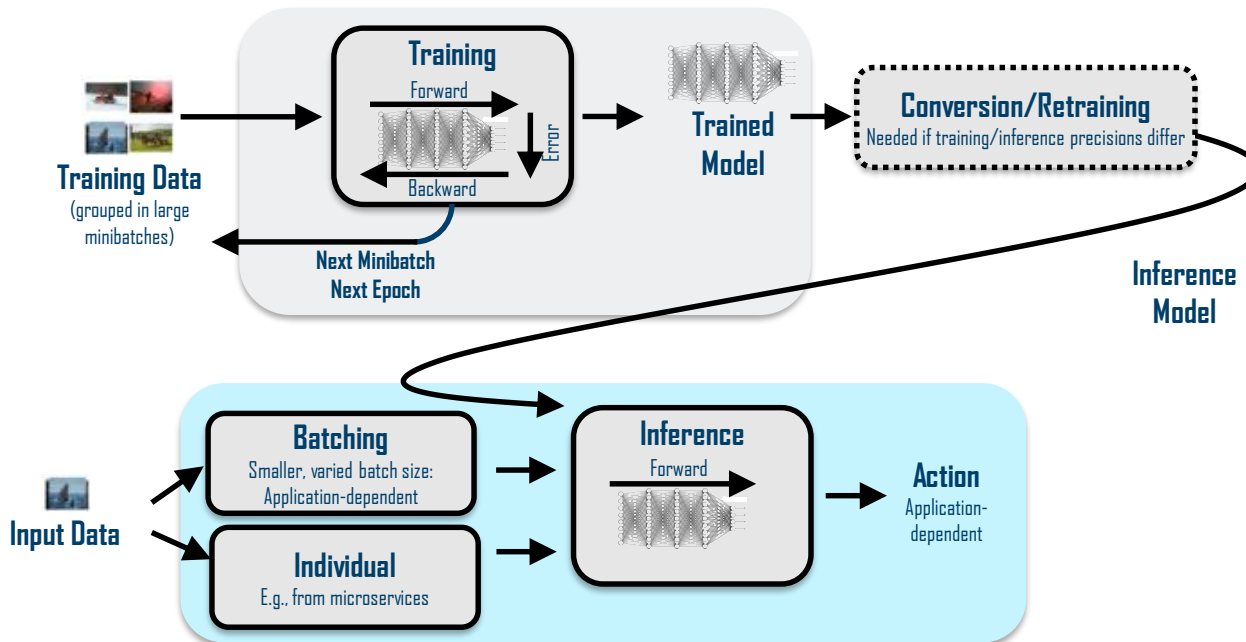 Training
Forward
Error
Backward
Training Data
(grouped in large
minibatches)
Next Minibatch
Next Epoch
Trained
Model
Conversion/Retraining
Needed if training/inference precisions differ
Inference
Model
Batching
Smaller, varied batch size:
Application-dependent
Input Data
Individual
E.g., from microservices
Inference
Forward
Action
Application-
dependent